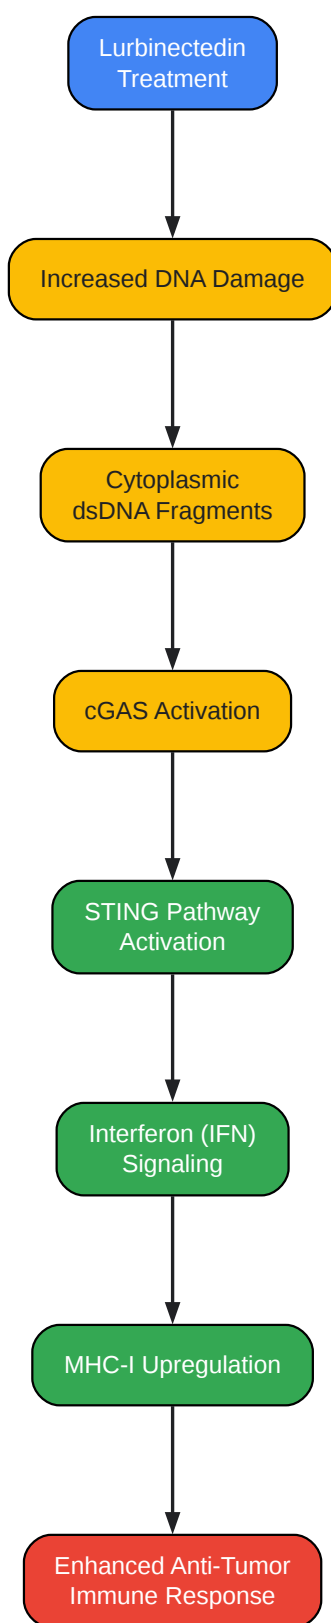 Lurbinectedin
Treatment
Increased DNA Damage
Cytoplasmic
dsDNA Fragments
cGAS Activation
STING Pathway
Activation
Interferon (IFN)
Signaling
MHC-I Upregulation
Enhanced Anti-Tumor
Immune Response